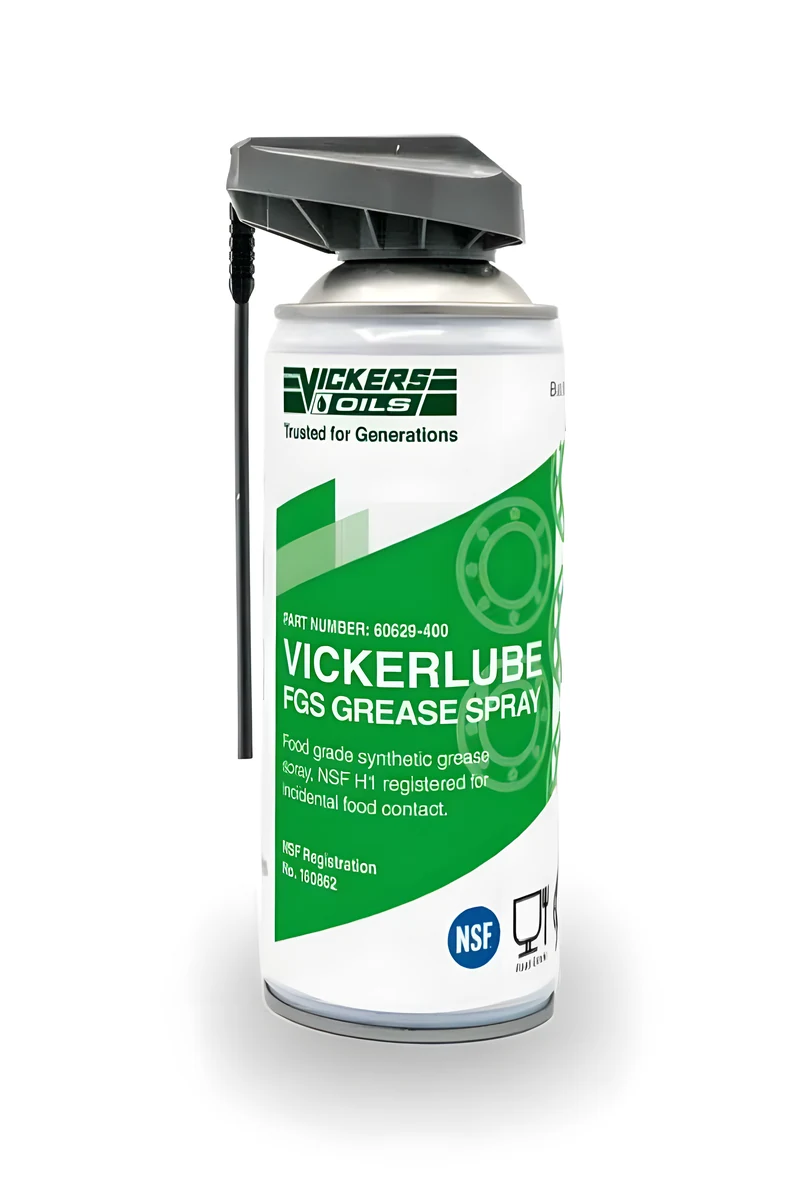 VICKERS
OILS
Trusted for Generations
PART NUMBER: 60629-400
VICKERLUBE
FGS GREASE SPRAY
Food grade synthetic grease
spray, NSF H1 registered for
incidental food contact.
NSF Registration
No. 160862
NSF